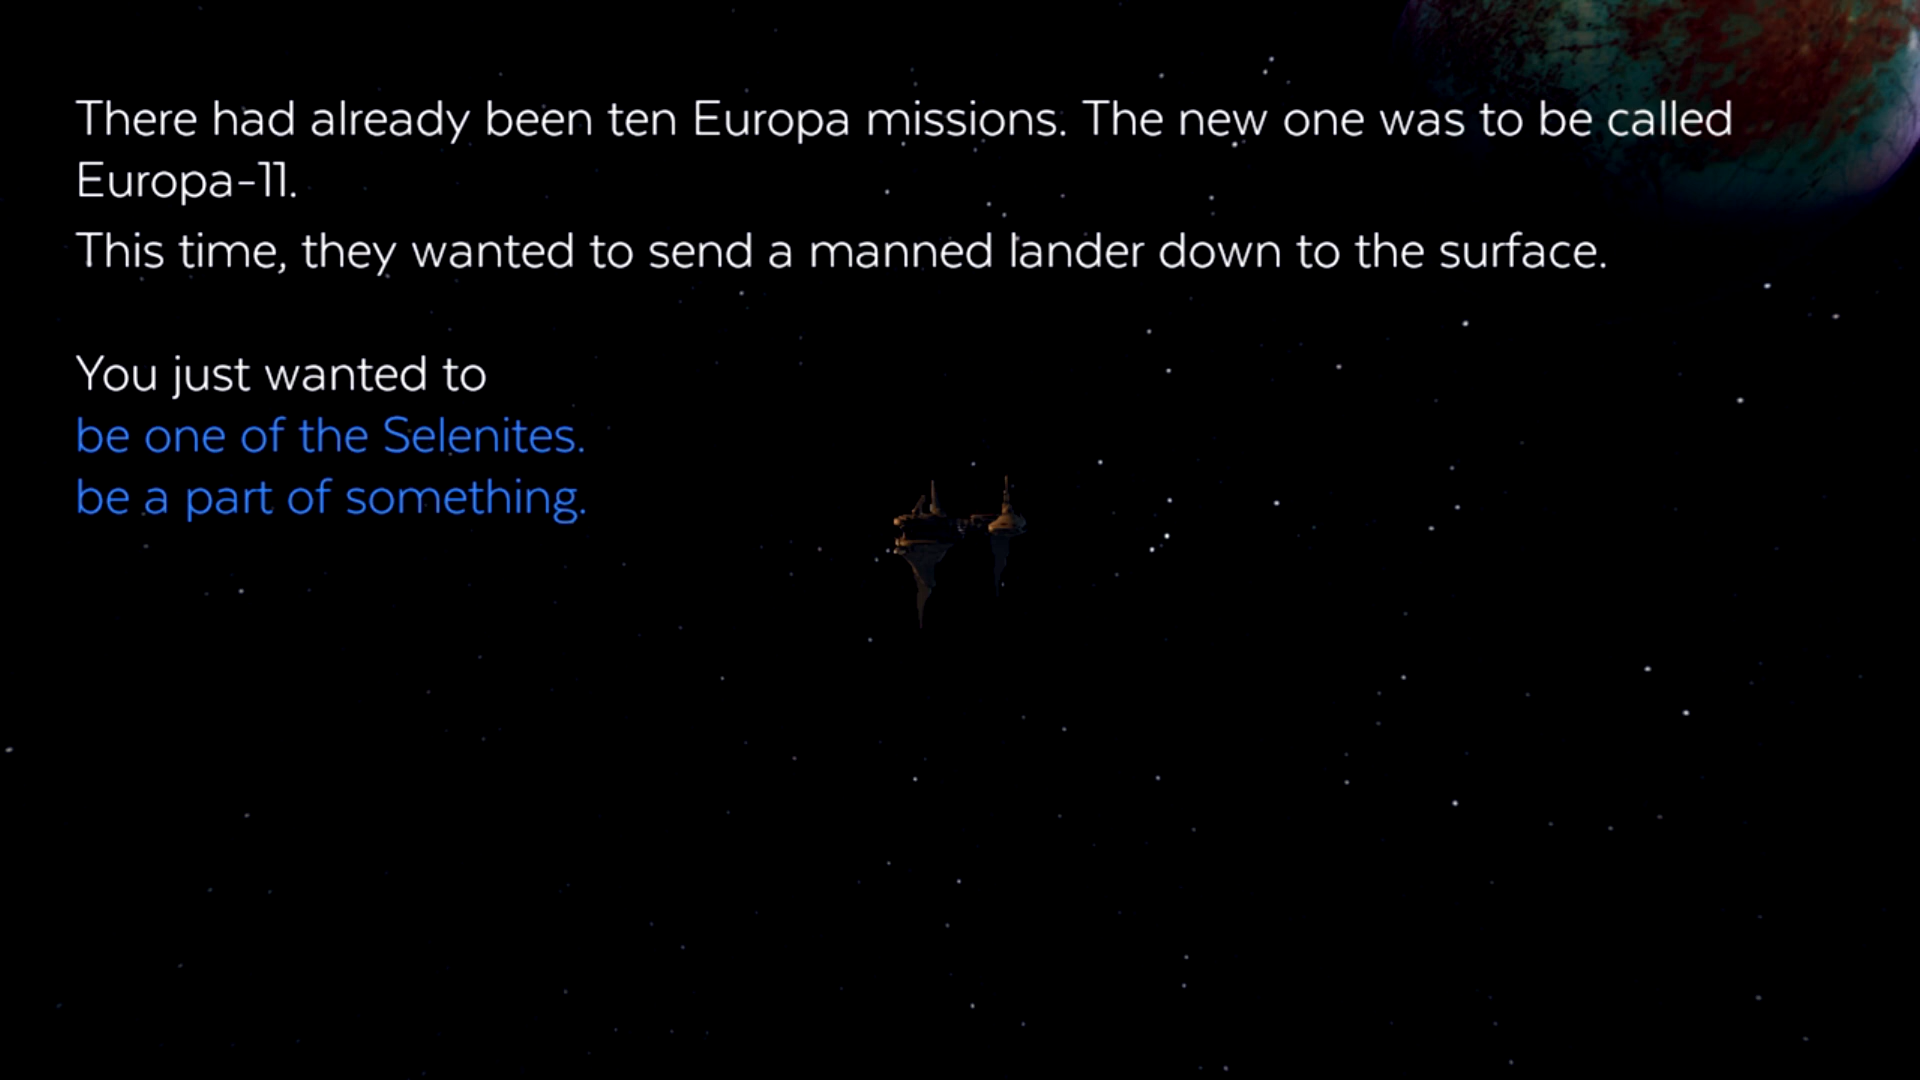 There had already been ten Europa missions. The new one was to be called
Europa-11.
This time, they wanted to send a manned lander down to the surface.
You just wanted to
be one of the Selenites.
be a part of something.